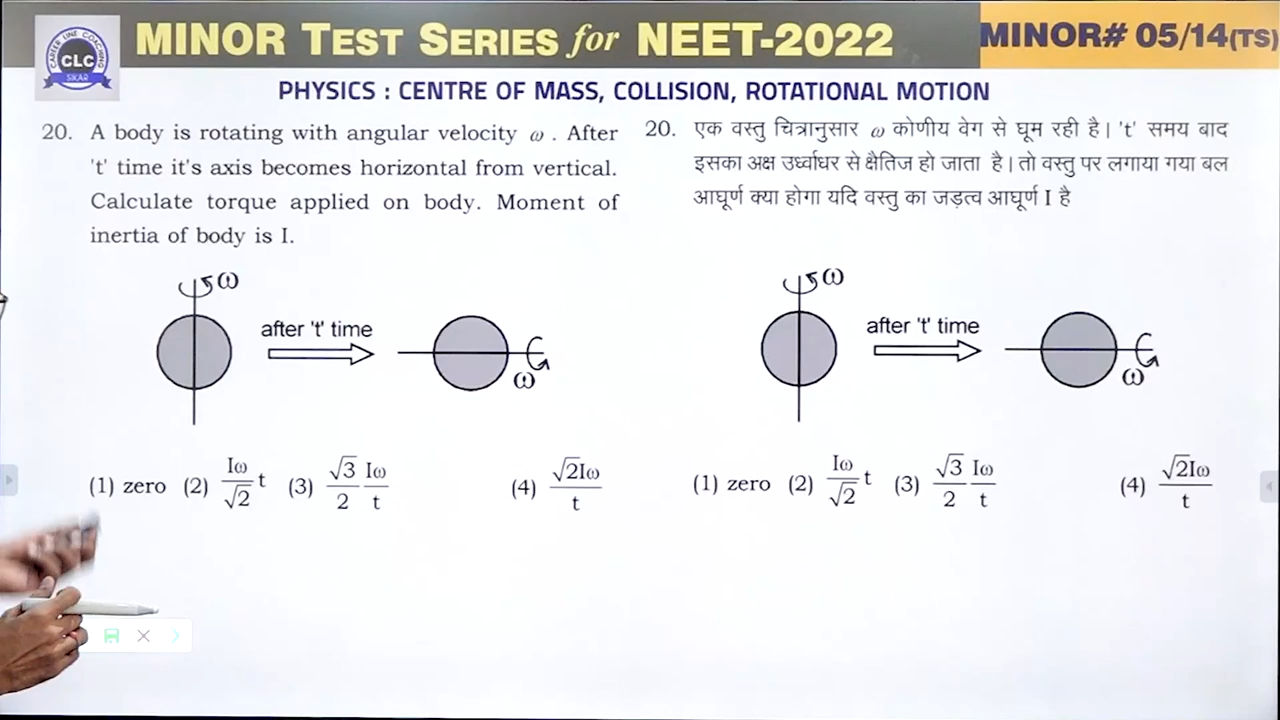 CAREER LINE COACHING
CLC
SIKAR
MINOR TEST SERIES for NEET-2022
MINOR# 05/14(TS)
PHYSICS : CENTRE OF MASS, COLLISION, ROTATIONAL MOTION
20. A body is rotating with angular velocity ω . After
't' time it's axis becomes horizontal from vertical.
Calculate torque applied on body. Moment of
inertia of body is I.
ω
after 't' time
ω
(1) zero (2) Iω/√2 t (3) √3/2 Iω/t (4) √2Iω/t
20. एक वस्तु चित्रानुसार ω कोणीय वेग से घूम रही है। 't' समय बाद
इसका अक्ष उर्ध्वाधर से क्षैतिज हो जाता है। तो वस्तु पर लगाया गया बल
आघूर्ण क्या होगा यदि वस्तु का जड़त्व आघूर्ण I है
ω
after 't' time
ω
(1) zero (2) Iω/√2 t (3) √3/2 Iω/t (4) √2Iω/t